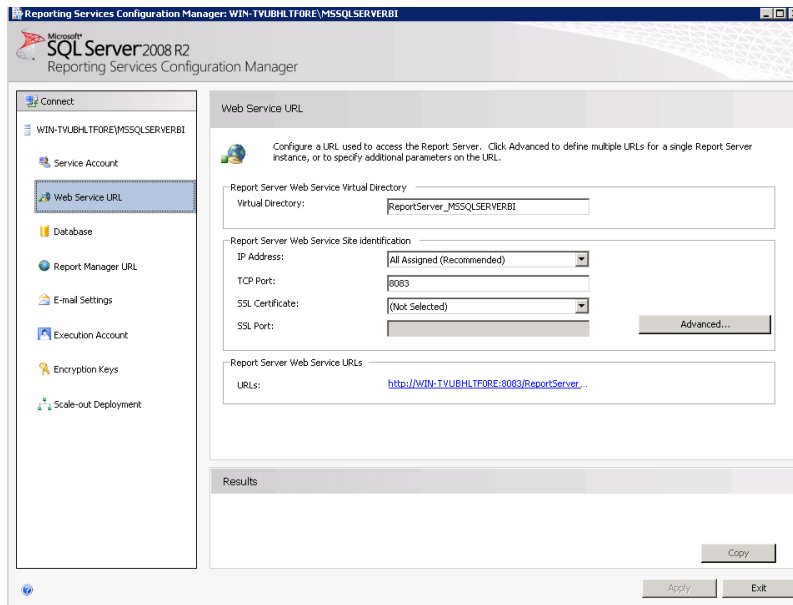 Reporting Services Configuration Manager: WIN-TVUBHLTF0RE\MSSQLSERVERBI
Microsoft®
SQL Server 2008 R2
Reporting Services Configuration Manager
Connect
WIN-TVUBHLTF0RE\MSSQLSERVERBI
Service Account
Web Service URL
Database
Report Manager URL
E-mail Settings
Execution Account
Encryption Keys
Scale-out Deployment
Web Service URL
Configure a URL used to access the Report Server. Click Advanced to define multiple URLs for a single Report Server
instance, or to specify additional parameters on the URL.
Report Server Web Service Virtual Directory
Virtual Directory: ReportServer_MSSQLSERVERBI
Report Server Web Service Site identification
IP Address: All Assigned (Recommended)
TCP Port: 8083
SSL Certificate: (Not Selected)
SSL Port:
Advanced...
Report Server Web Service URLs
URLs: http://WIN-TVUBHLTF0RE:8083/ReportServer...
Results
Copy
Apply Exit